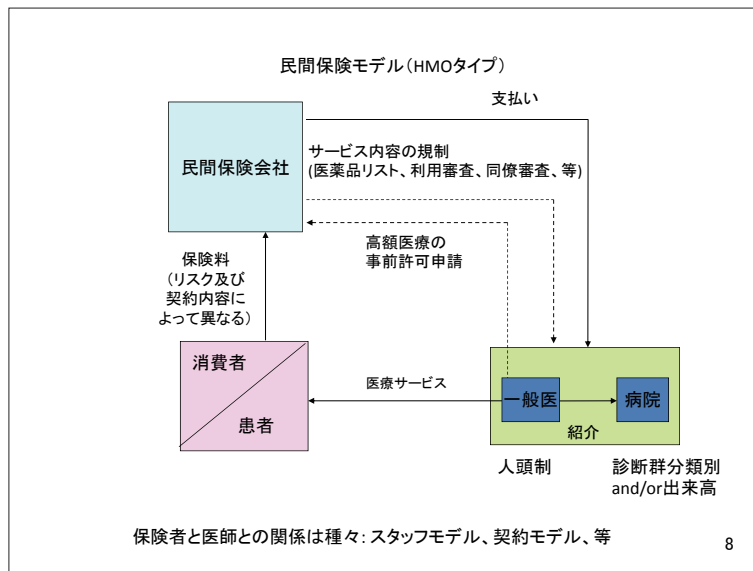 民間保険モデル(HMOタイプ)
支払い
民間保険会社
サービス内容の規制
(医薬品リスト、利用審査、同僚審査、等)
高額医療の
事前許可申請
保険料
(リスク及び
契約内容に
よって異なる)
消費者
患者
医療サービス
一般医
病院
紹介
人頭制
診断群分類別
and/or出来高
保険者と医師との関係は種々:スタッフモデル、契約モデル、等
8